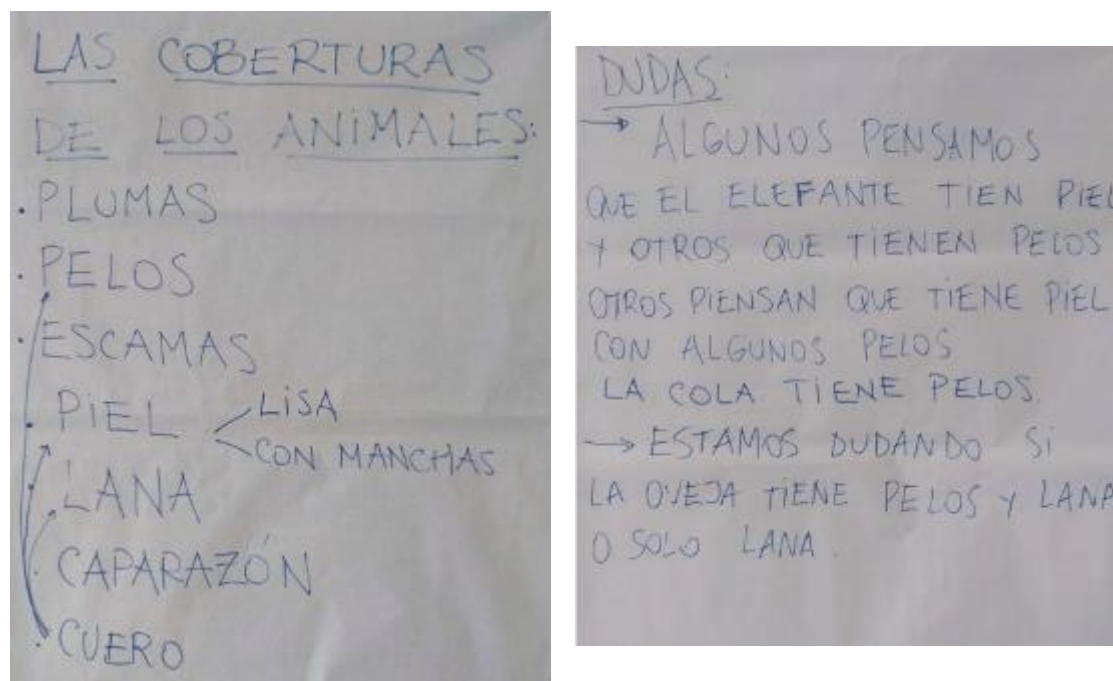 LAS COBERTURAS
DE LOS ANIMALES:
. PLUMAS
. PELOS
. ESCAMAS
. PIEL < LISA
CON MANCHAS
. LANA
. CAPARAZÓN
. CUERO
DUDAS:
→ ALGUNOS PENSAMOS
QUE EL ELEFANTE TIEN PIEL
Y OTROS QUE TIENEN PELOS
OTROS PIENSAN QUE TIENE PIEL
CON ALGUNOS PELOS
LA COLA TIENE PELOS.
→ ESTAMOS DUDANDO SI
LA OVEJA TIENE PELOS Y LANA
O SOLO LANA.